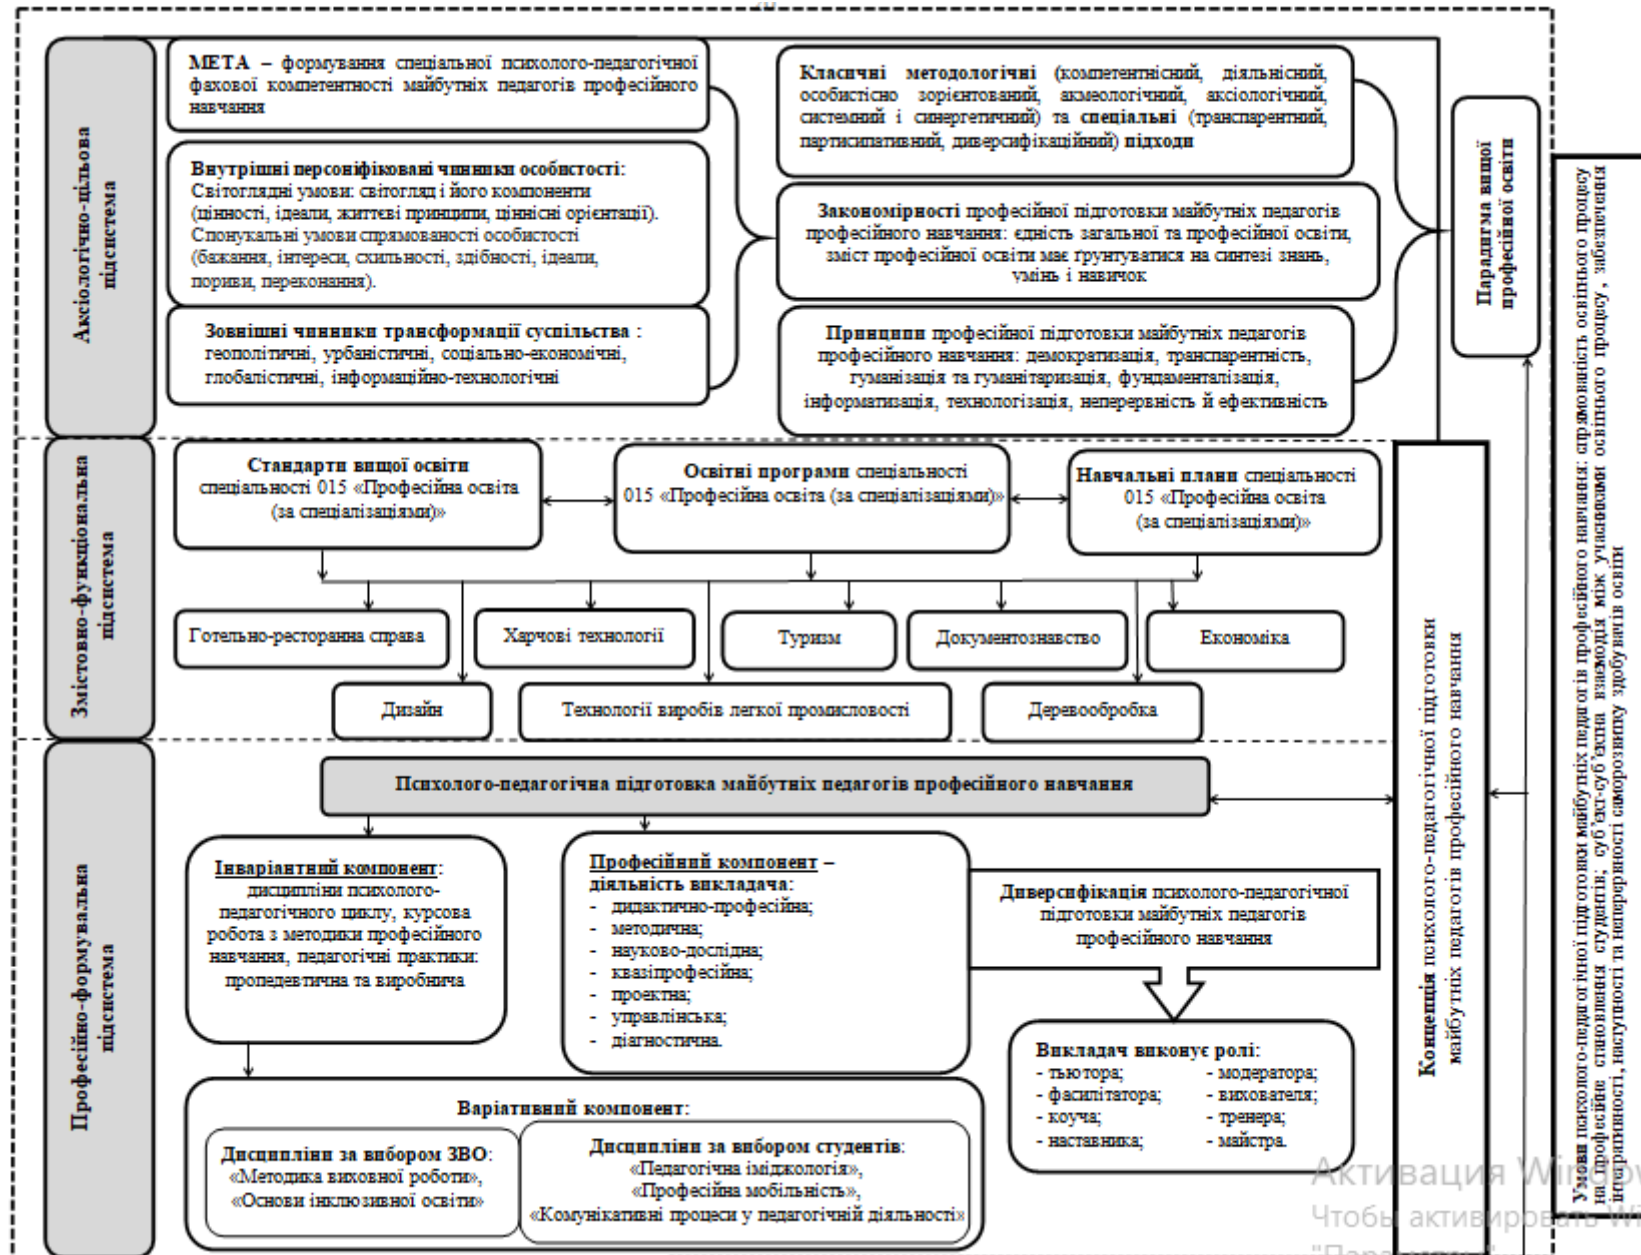 Аксіологічно-цільова
підсистема
МЕТА – формування спеціальної психолого-педагогічної
фахової компетентності майбутніх педагогів професійного
навчання
Внутрішні персоніфіковані чинники особистості:
Світоглядні умови: світогляд і його компоненти
(цінності, ідеали, життєві принципи, ціннісні орієнтації).
Спонукальні умови спрямованості особистості
(бажання, інтереси, схильності, здібності, ідеали,
пориви, переконання).
Зовнішні чинники трансформації суспільства :
геополітичні, урбаністичні, соціально-економічні,
глобалістичні, інформаційно-технологічні
Класичні методологічні (компетентнісний, діяльнісний,
особистісно зорієнтований, акмеологічний, аксіологічний,
системний і синергетичний) та спеціальні (транспарентний,
партисипативний, диверсифікаційний) підходи
Закономірності професійної підготовки майбутніх педагогів
професійного навчання: єдність загальної та професійної освіти,
зміст професійної освіти має ґрунтуватися на синтезі знань,
умінь і навичок
Принципи професійної підготовки майбутніх педагогів
професійного навчання: демократизація, транспарентність,
гуманізація та гуманітаризація, фундаменталізація,
інформатизація, технологізація, неперервність й ефективність
Парадигма вищої
професійної освіти
Змістовно-функціональна
підсистема
Стандарти вищої освіти
спеціальності 015 «Професійна освіта
(за спеціалізаціями)»
Освітні програми спеціальності
015 «Професійна освіта (за спеціалізаціями)»
Навчальні плани спеціальності
015 «Професійна освіта
(за спеціалізаціями)»
Готельно-ресторанна справа
Харчові технології
Туризм
Документознавство
Економіка
Дизайн
Технології виробів легкої промисловості
Деревообробка
Професійно-формувальна
підсистема
Психолого-педагогічна підготовка майбутніх педагогів професійного навчання
Інваріантний компонент:
дисципліни психолого-
педагогічного циклу, курсова
робота з методики професійного
навчання, педагогічні практики:
пропедевтична та виробнича
Професійний компонент –
діяльність викладача:
- дидактично-професійна;
- методична;
- науково-дослідна;
- квазіпрофесійна;
- проектна;
- управлінська;
- діагностична.
Диверсифікація психолого-педагогічної
підготовки майбутніх педагогів
професійного навчання
Викладач виконує ролі:
- тьютора; - модератора;
- фасилітатора; - вихователя;
- коуча; - тренера;
- наставника; - майстра.
Варіативний компонент:
Дисципліни за вибором ЗВО:
«Методика виховної роботи»,
«Основи інклюзивної освіти»
Дисципліни за вибором студентів:
«Педагогічна іміджологія»,
«Професійна мобільність»,
«Комунікативні процеси у педагогічній діяльності»
Концепція психолого-педагогічної підготовки
майбутніх педагогів професійного навчання
Умови психолого-педагогічної підготовки майбутніх педагогів професійного навчання: спрямованість освітнього процесу
на професійне становлення студентів; суб'єкт-суб'єктна взаємодія між учасниками освітнього процесу, забезпечення
інтегративності, наступності та неперервності саморозвитку здобувачів освіти
Активация Window
Чтобы активировать Wi